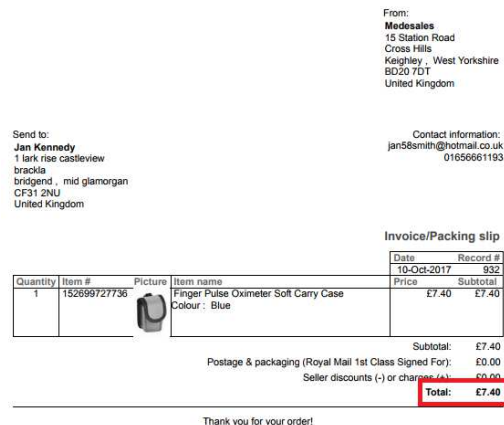 From:
Medesales
15 Station Road
Cross Hills
Keighley , West Yorkshire
BD20 7DT
United Kingdom
Send to:
Jan Kennedy
1 lark rise castleview
brackla
bridgend , mid glamorgan
CF31 2NU
United Kingdom
Contact information:
jan58smith@hotmail.co.uk
01656661193
Invoice/Packing slip
Date Record #
10-Oct-2017 932
Quantity Item # Picture Item name Price Subtotal
1 152699727736 Finger Pulse Oximeter Soft Carry Case £7.40 £7.40
Colour : Blue
Subtotal: £7.40
Postage & packaging (Royal Mail 1st Class Signed For): £0.00
Seller discounts (-) or charges (+): £0.00
Total: £7.40
Thank you for your order!